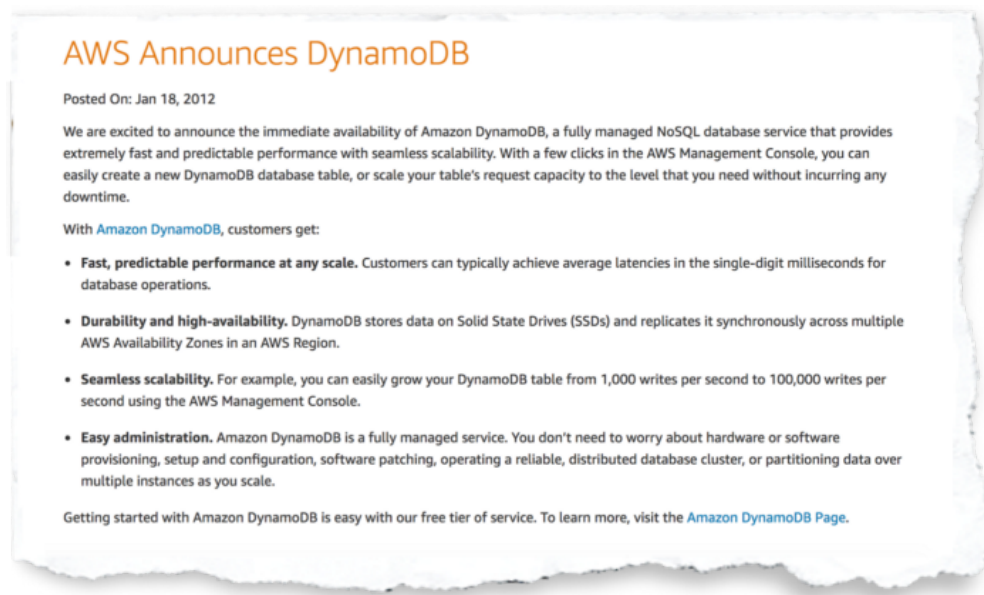 AWS Announces DynamoDB
Posted On: Jan 18, 2012
We are excited to announce the immediate availability of Amazon DynamoDB, a fully managed NoSQL database service that provides
extremely fast and predictable performance with seamless scalability. With a few clicks in the AWS Management Console, you can
easily create a new DynamoDB database table, or scale your table's request capacity to the level that you need without incurring any
downtime.
With Amazon DynamoDB, customers get:
• Fast, predictable performance at any scale. Customers can typically achieve average latencies in the single-digit milliseconds for
database operations.
• Durability and high-availability. DynamoDB stores data on Solid State Drives (SSDs) and replicates it synchronously across multiple
AWS Availability Zones in an AWS Region.
• Seamless scalability. For example, you can easily grow your DynamoDB table from 1,000 writes per second to 100,000 writes per
second using the AWS Management Console.
• Easy administration. Amazon DynamoDB is a fully managed service. You don't need to worry about hardware or software
provisioning, setup and configuration, software patching, operating a reliable, distributed database cluster, or partitioning data over
multiple instances as you scale.
Getting started with Amazon DynamoDB is easy with our free tier of service. To learn more, visit the Amazon DynamoDB Page.